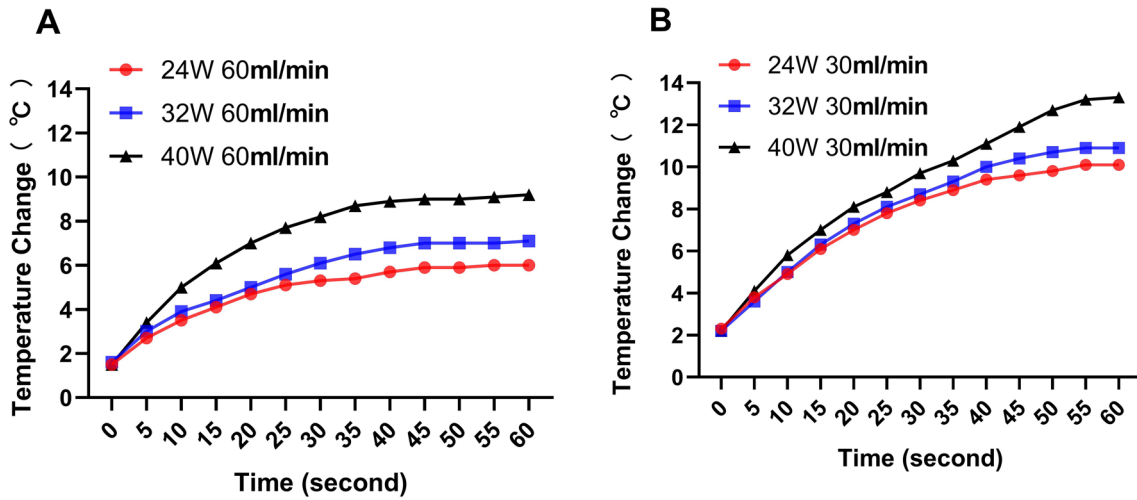 A
24W 60ml/min
32W 60ml/min
40W 60ml/min
Temperature Change ( °C )
14
12
10
8
6
4
2
0
0 5 10 15 20 25 30 35 40 45 50 55 60
Time (second)
B
24W 30ml/min
32W 30ml/min
40W 30ml/min
Temperature Change ( °C )
14
12
10
8
6
4
2
0
0 5 10 15 20 25 30 35 40 45 50 55 60
Time (second)